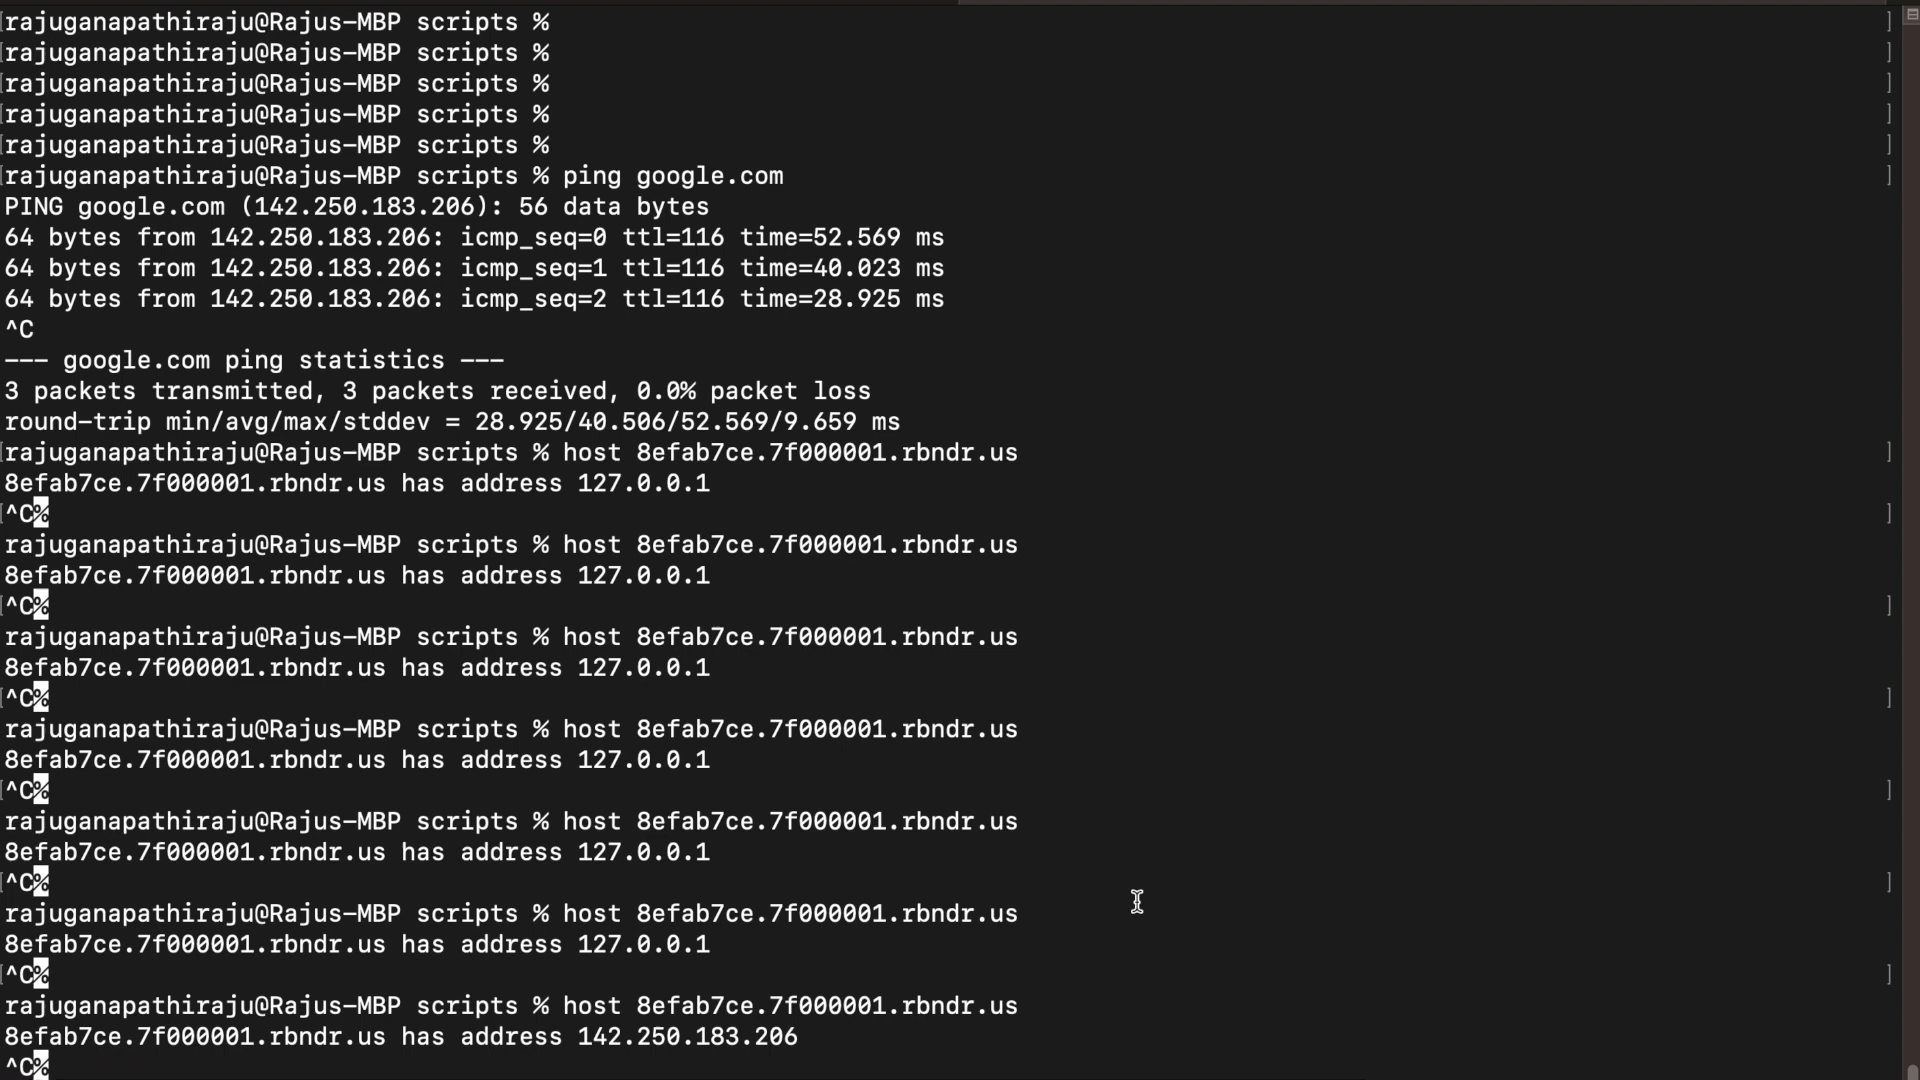 rajuganapathiraju@Rajus-MBP scripts %
rajuganapathiraju@Rajus-MBP scripts %
rajuganapathiraju@Rajus-MBP scripts %
rajuganapathiraju@Rajus-MBP scripts %
rajuganapathiraju@Rajus-MBP scripts %
rajuganapathiraju@Rajus-MBP scripts % ping google.com
PING google.com (142.250.183.206): 56 data bytes
64 bytes from 142.250.183.206: icmp_seq=0 ttl=116 time=52.569 ms
64 bytes from 142.250.183.206: icmp_seq=1 ttl=116 time=40.023 ms
64 bytes from 142.250.183.206: icmp_seq=2 ttl=116 time=28.925 ms
^C
--- google.com ping statistics ---
3 packets transmitted, 3 packets received, 0.0% packet loss
round-trip min/avg/max/stddev = 28.925/40.506/52.569/9.659 ms
rajuganapathiraju@Rajus-MBP scripts % host 8efab7ce.7f000001.rbndr.us
8efab7ce.7f000001.rbndr.us has address 127.0.0.1
^C%
rajuganapathiraju@Rajus-MBP scripts % host 8efab7ce.7f000001.rbndr.us
8efab7ce.7f000001.rbndr.us has address 127.0.0.1
^C%
rajuganapathiraju@Rajus-MBP scripts % host 8efab7ce.7f000001.rbndr.us
8efab7ce.7f000001.rbndr.us has address 127.0.0.1
^C%
rajuganapathiraju@Rajus-MBP scripts % host 8efab7ce.7f000001.rbndr.us
8efab7ce.7f000001.rbndr.us has address 127.0.0.1
^C%
rajuganapathiraju@Rajus-MBP scripts % host 8efab7ce.7f000001.rbndr.us
8efab7ce.7f000001.rbndr.us has address 127.0.0.1
^C%
rajuganapathiraju@Rajus-MBP scripts % host 8efab7ce.7f000001.rbndr.us
8efab7ce.7f000001.rbndr.us has address 127.0.0.1
^C%
rajuganapathiraju@Rajus-MBP scripts % host 8efab7ce.7f000001.rbndr.us
8efab7ce.7f000001.rbndr.us has address 142.250.183.206
^C%